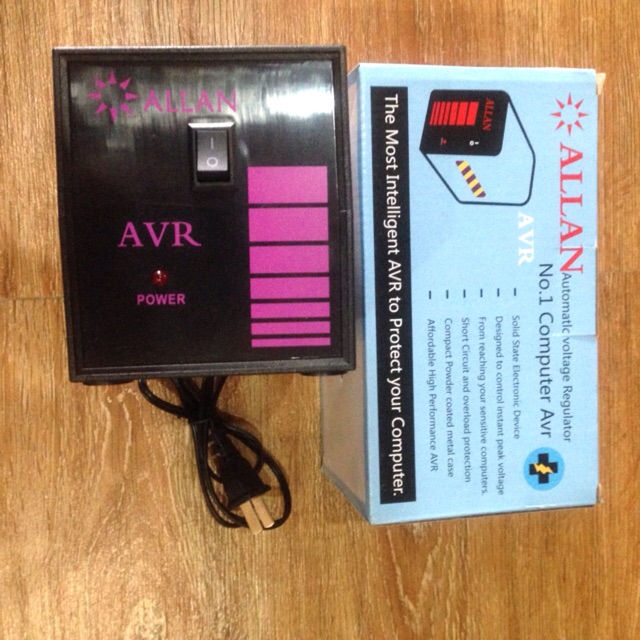 ALLAN
AVR
POWER
ALLAN
AVR
Automatic voltage Regulator
No.1 Computer Avr
ALLAN
- Solid State Electronic Device
- Designed to control instant peak voltage
- From reaching your sensitive computers.
- Short Circuit and overload protection
- Compact Powder coated metal case
- Affordable High Performance AVR
The Most Intelligent AVR to Protect your Computer.